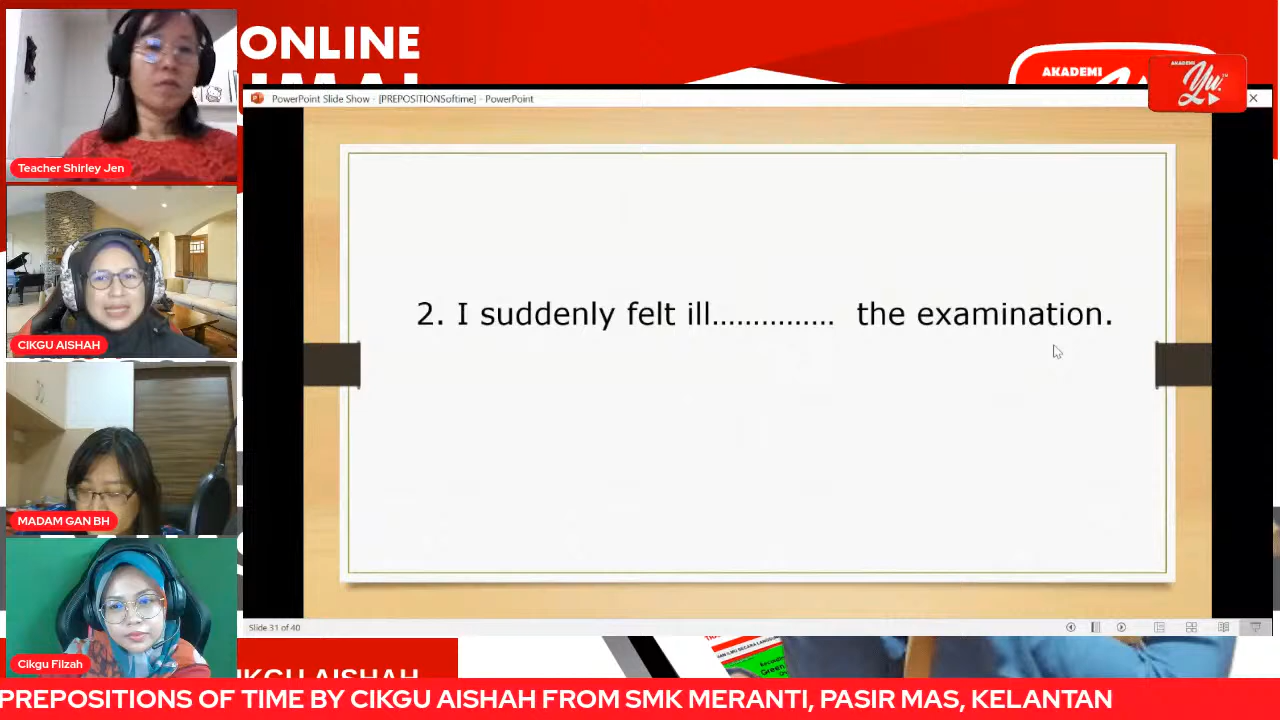 ONLINE
AKADEMI
AKADEMI
Yu.
PowerPoint Slide Show - [PREPOSITIONSoftime] - PowerPoint
Teacher Shirley Jen
2. I suddenly felt ill............... the examination.
CIKGU AISHAH
MADAM GAN BH
Cikgu Filzah
Slide 31 of 40
PREPOSITIONS OF TIME BY CIKGU AISHAH FROM SMK MERANTI, PASIR MAS, KELANTAN